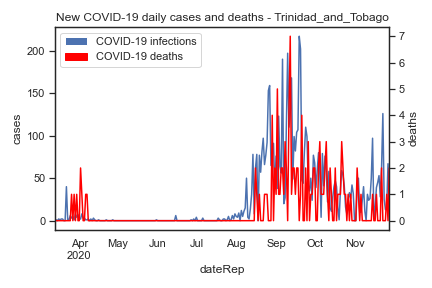 New COVID-19 daily cases and deaths - Trinidad_and_Tobago
COVID-19 infections
COVID-19 deaths
200
150
100
50
0
cases
7
6
5
4
3
2
1
0
deaths
Apr May Jun Jul Aug Sep Oct Nov
2020
dateRep